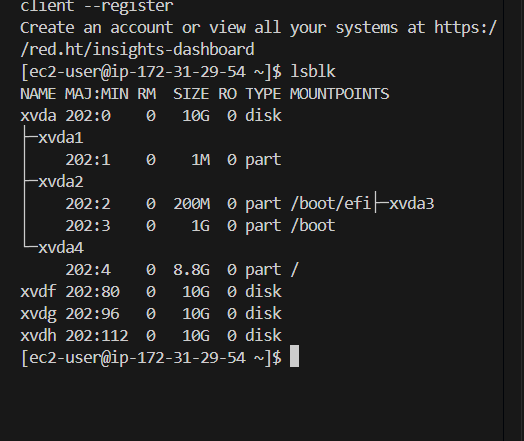 client --register
Create an account or view all your systems at https:/
/red.ht/insights-dashboard
[ec2-user@ip-172-31-29-54 ~]$ lsblk
NAME MAJ:MIN RM  SIZE RO TYPE MOUNTPOINTS
xvda 202:0    0   10G  0 disk
├─xvda1
│    202:1    0    1M  0 part
├─xvda2
│    202:2    0  200M  0 part /boot/efi├─xvda3
│    202:3    0    1G  0 part /boot
└─xvda4
     202:4    0  8.8G  0 part /
xvdf 202:80   0   10G  0 disk
xvdg 202:96   0   10G  0 disk
xvdh 202:112  0   10G  0 disk
[ec2-user@ip-172-31-29-54 ~]$